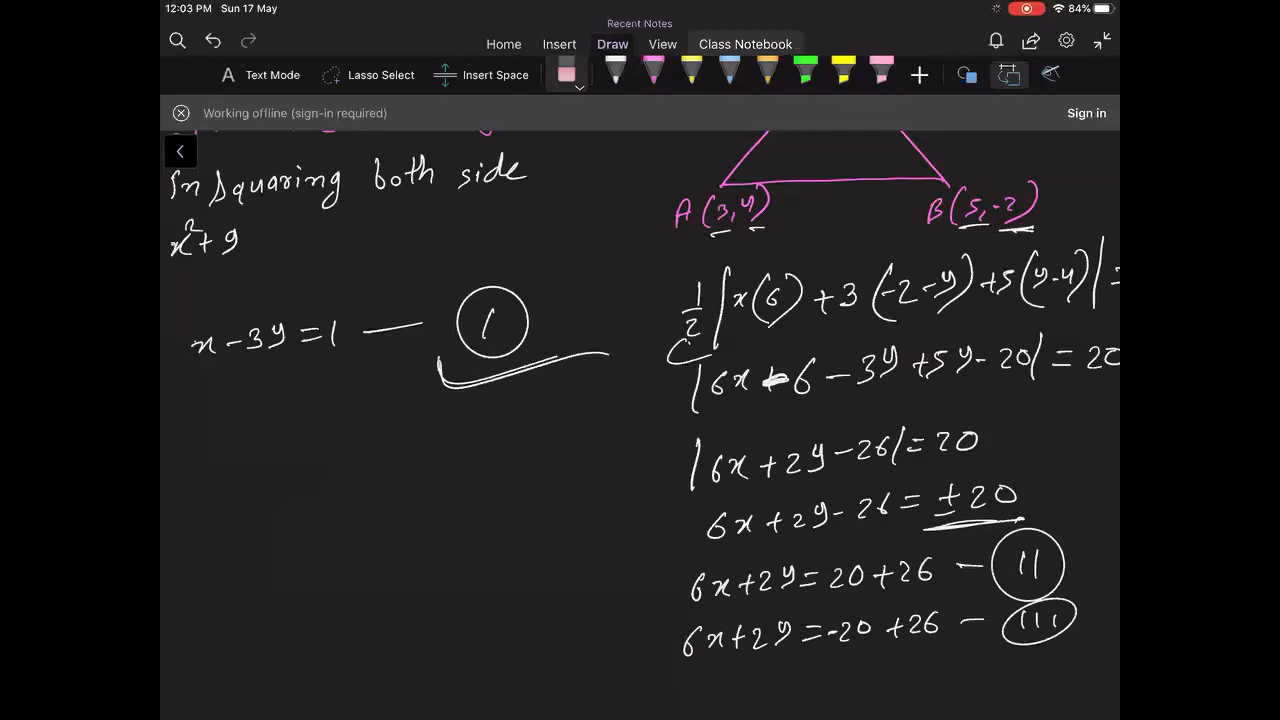 12:03 PM Sun 17 May
84%
Recent Notes
Home Insert Draw View Class Notebook
A Text Mode Lasso Select Insert Space
Working offline (sign-in required) Sign in
In squaring both side
x² + 9
x - 3y = 1 — (I)
A (3, 4) B (5, -2)
1/2 | x(6) + 3(-2-y) + 5(y-4) | =
| 6x - 6 - 3y + 5y - 20 | = 20
| 6x + 2y - 26 | = 20
6x + 2y - 26 = ± 20
6x + 2y = 20 + 26 — (II)
6x + 2y = -20 + 26 — (III)